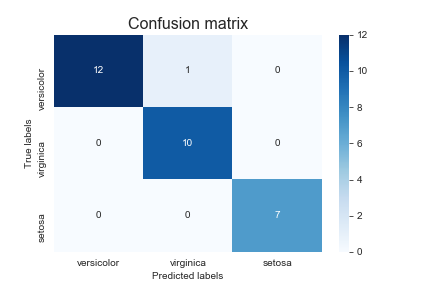 Confusion matrix
12 1 0
0 10 0
0 0 7
versicolor
virginica
setosa
True labels
versicolor virginica setosa
Predicted labels
12
10
8
6
4
2
0